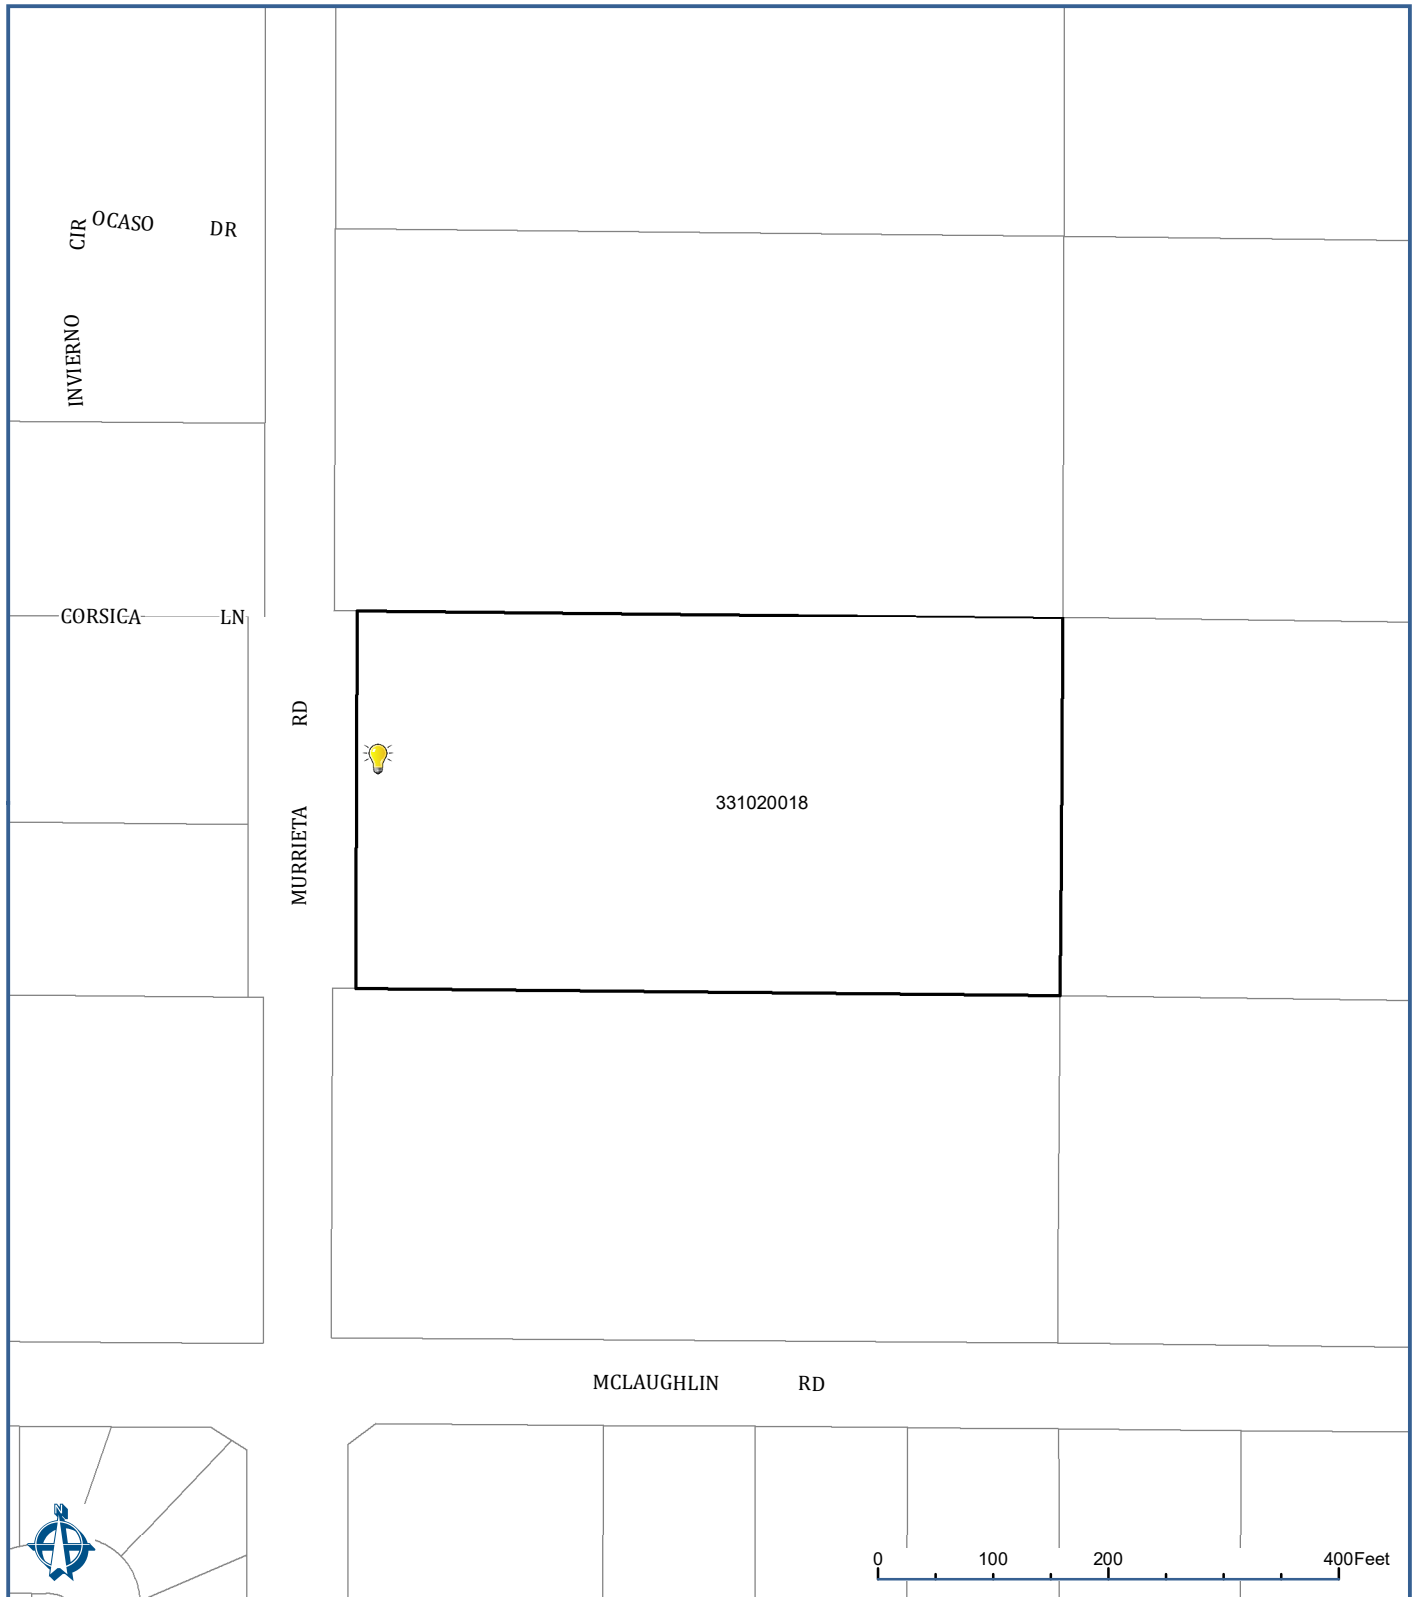 OCASO DR
CIR
INVIERNO
CORSICA LN
RD
MURRIETA
331020018
MCLAUGHLIN RD
N
0 100 200 400Feet